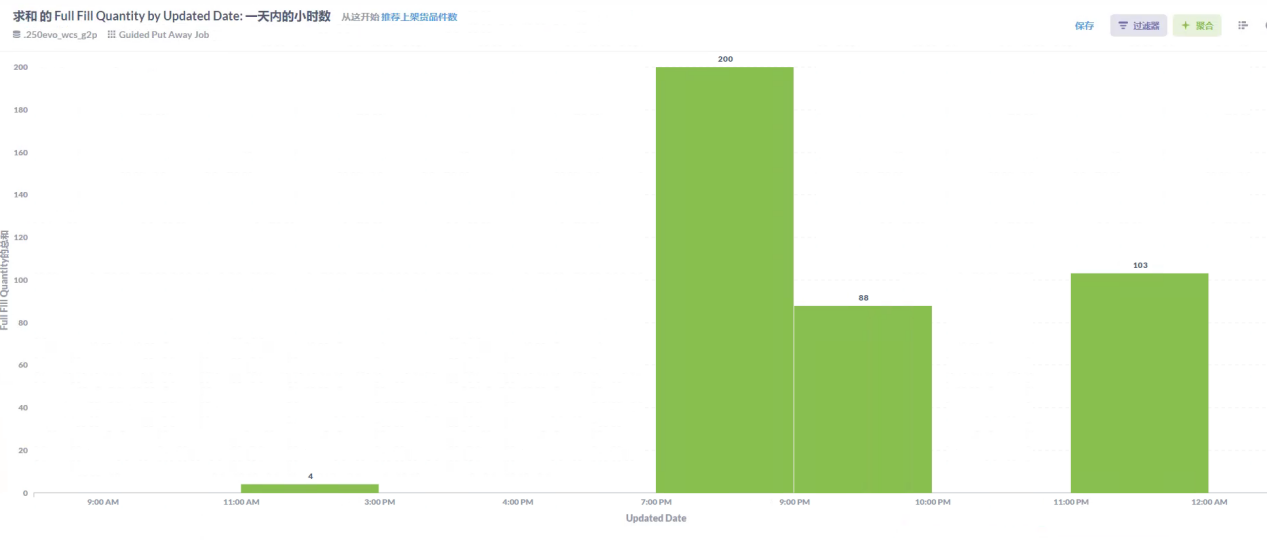 求和 的 Full Fill Quantity by Updated Date: 一天内的小时数 从这开始 推荐上架货品件数
.250evo_wcs_g2p Guided Put Away Job
保存 过滤器 聚合
Full Fill Quantity的总和
200
180
160
140
120
100
80
60
40
20
0
4
200
88
103
9:00 AM 11:00 AM 3:00 PM 4:00 PM 7:00 PM 9:00 PM 10:00 PM 11:00 PM 12:00 AM
Updated Date